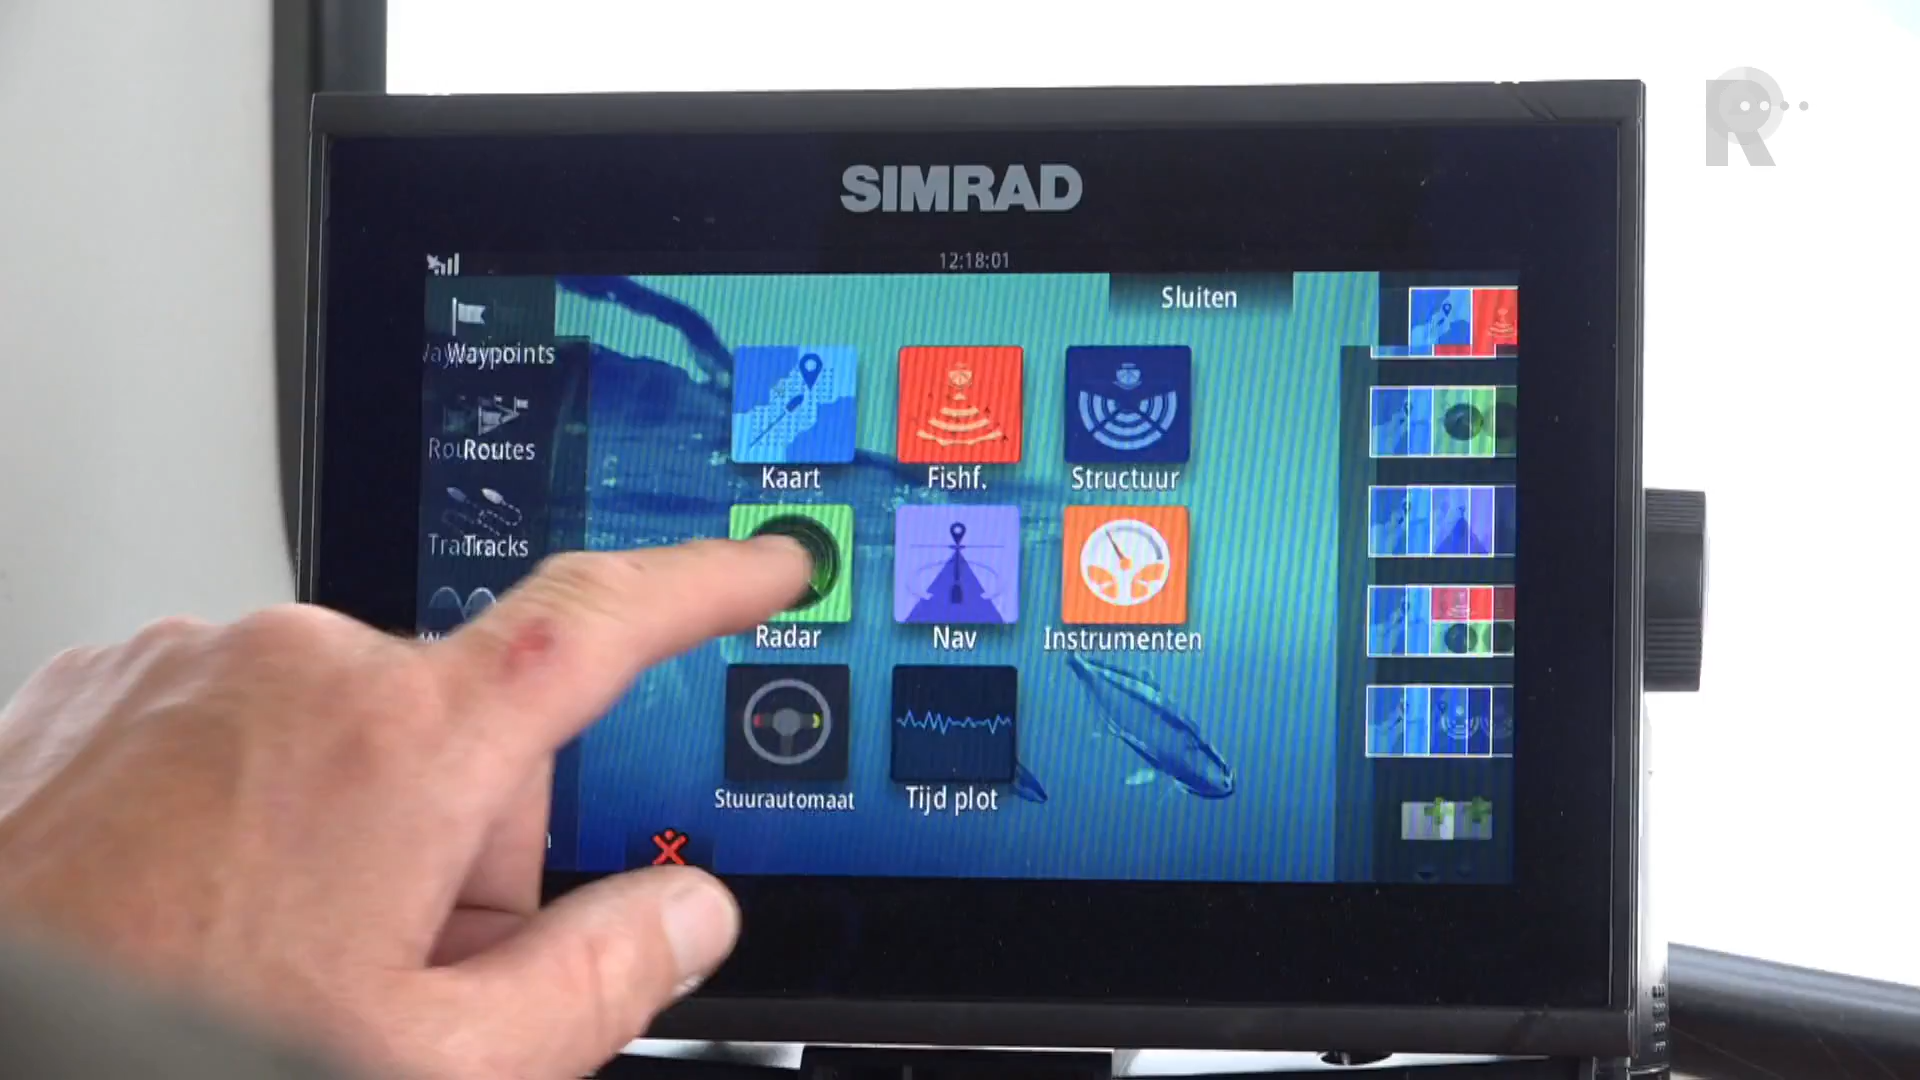 R
SIMRAD
12:18:01
Sluiten
Waypoints
Routes
Tracks
Kaart
Fishf.
Structuur
Radar
Nav
Instrumenten
Stuurautomaat
Tijd plot